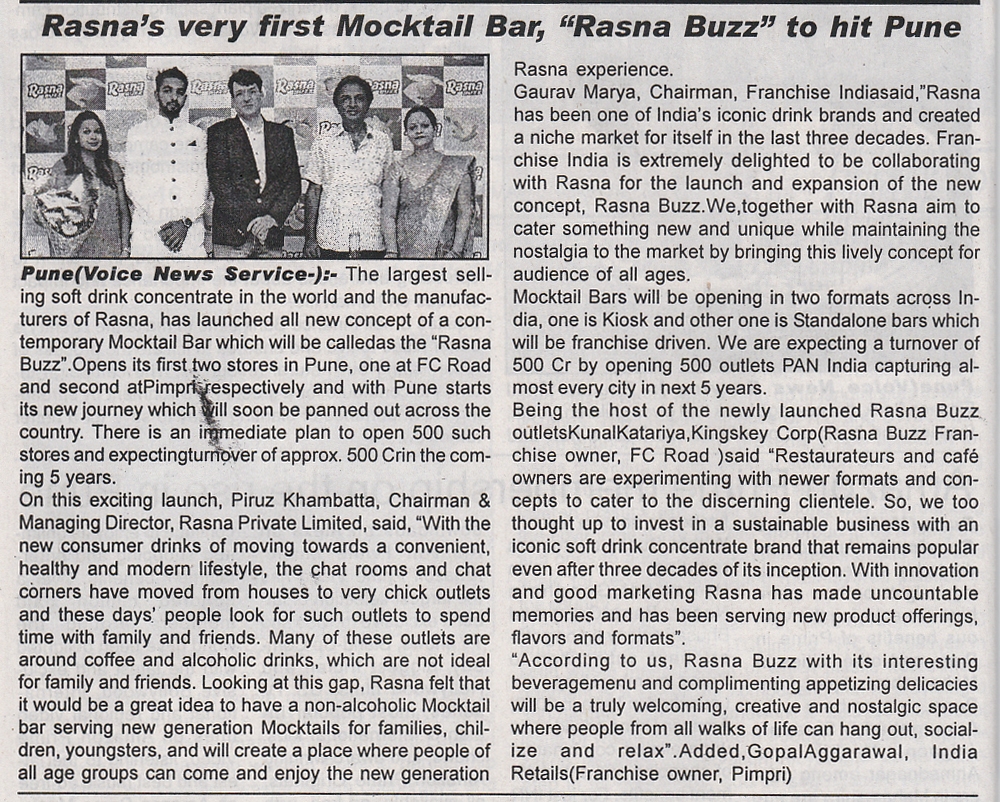 Rasna's very first Mocktail Bar, "Rasna Buzz" to hit Pune
Rasna
Rasna
Rasna
Rasna
Rasna
Pune(Voice News Service-):- The largest sell-
ing soft drink concentrate in the world and the manufac-
turers of Rasna, has launched all new concept of a con-
temporary Mocktail Bar which will be calledas the "Rasna
Buzz".Opens its first two stores in Pune, one at FC Road
and second atPimpri respectively and with Pune starts
its new journey which will soon be panned out across the
country. There is an immediate plan to open 500 such
stores and expectingturnover of approx. 500 Crin the com-
ing 5 years.
On this exciting launch, Piruz Khambatta, Chairman &
Managing Director, Rasna Private Limited, said, "With the
new consumer drinks of moving towards a convenient,
healthy and modern lifestyle, the chat rooms and chat
corners have moved from houses to very chick outlets
and these days' people look for such outlets to spend
time with family and friends. Many of these outlets are
around coffee and alcoholic drinks, which are not ideal
for family and friends. Looking at this gap, Rasna felt that
it would be a great idea to have a non-alcoholic Mocktail
bar serving new generation Mocktails for families, chil-
dren, youngsters, and will create a place where people of
all age groups can come and enjoy the new generation
Rasna experience.
Gaurav Marya, Chairman, Franchise Indiasaid,"Rasna
has been one of India's iconic drink brands and created
a niche market for itself in the last three decades. Fran-
chise India is extremely delighted to be collaborating
with Rasna for the launch and expansion of the new
concept, Rasna Buzz.We,together with Rasna aim to
cater something new and unique while maintaining the
nostalgia to the market by bringing this lively concept for
audience of all ages.
Mocktail Bars will be opening in two formats across In-
dia, one is Kiosk and other one is Standalone bars which
will be franchise driven. We are expecting a turnover of
500 Cr by opening 500 outlets PAN India capturing al-
most every city in next 5 years.
Being the host of the newly launched Rasna Buzz
outletsKunalKatariya,Kingskey Corp(Rasna Buzz Fran-
chise owner, FC Road )said "Restaurateurs and café
owners are experimenting with newer formats and con-
cepts to cater to the discerning clientele. So, we too
thought up to invest in a sustainable business with an
iconic soft drink concentrate brand that remains popular
even after three decades of its inception. With innovation
and good marketing Rasna has made uncountable
memories and has been serving new product offerings,
flavors and formats".
"According to us, Rasna Buzz with its interesting
beveragemenu and complimenting appetizing delicacies
will be a truly welcoming, creative and nostalgic space
where people from all walks of life can hang out, social-
ize and relax".Added,GopalAggarawal, India
Retails(Franchise owner, Pimpri)